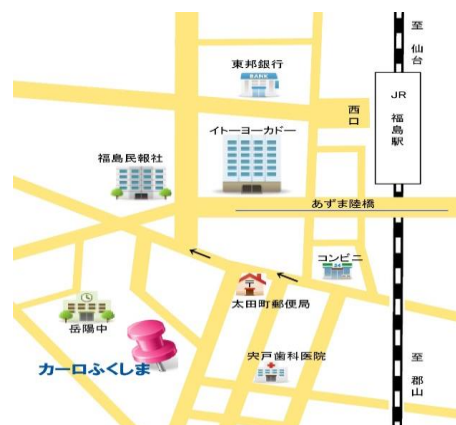 至
仙台
東邦銀行
BANK
JR
福島駅
西口
イトーヨーカドー
福島民報社
あずま陸橋
コンビニ
〒
太田町郵便局
岳陽中
カーロふくしま
宍戸歯科医院
至
郡山